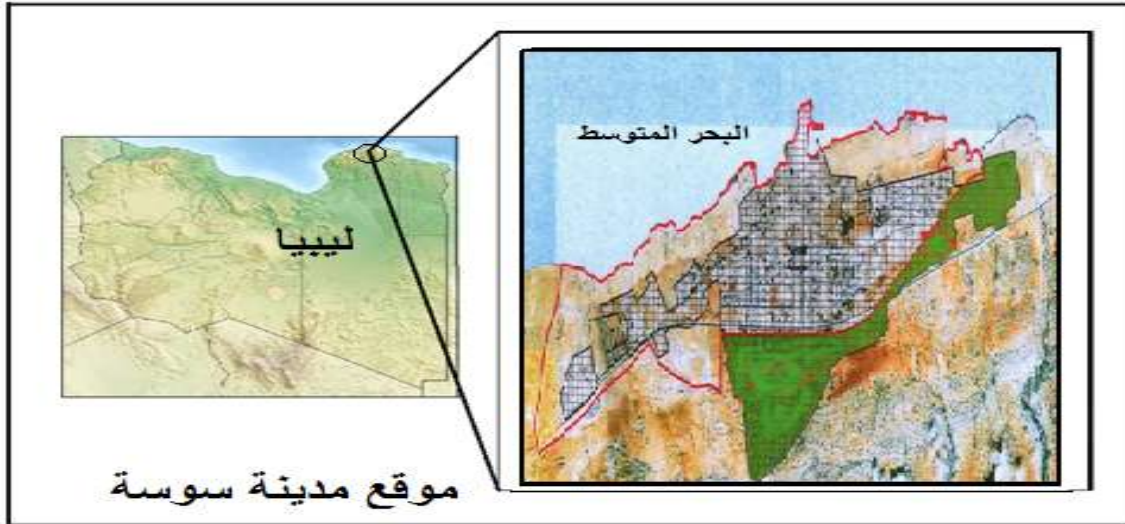 البحر المتوسط
ليبيا
موقع مدينة سوسة